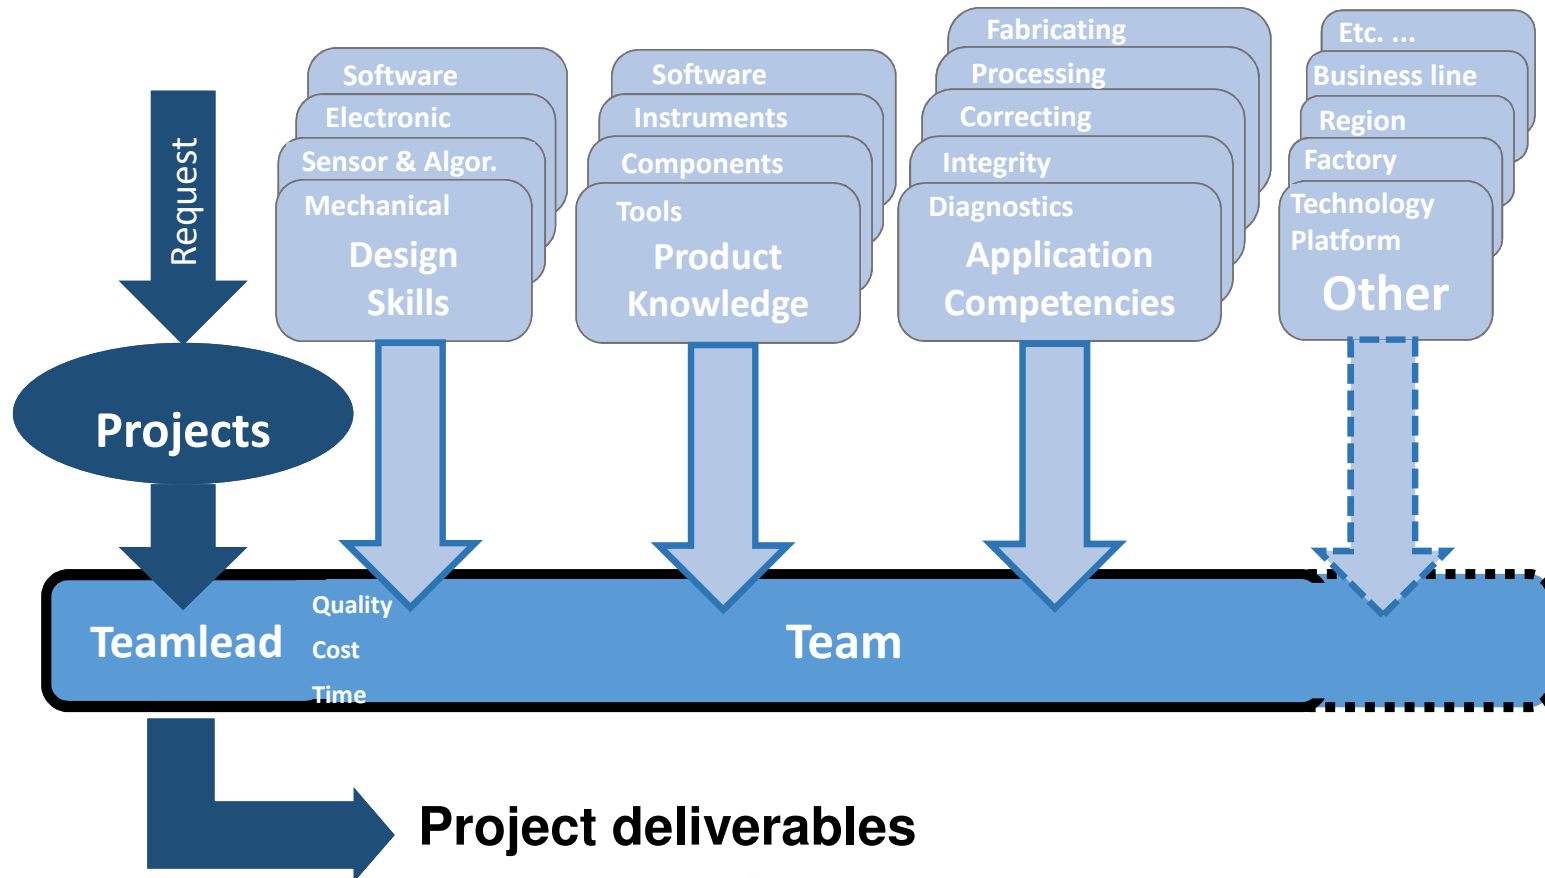 Request
Projects
Software
Electronic
Sensor & Algor.
Mechanical
Design
Skills
Software
Instruments
Components
Tools
Product
Knowledge
Fabricating
Processing
Correcting
Integrity
Diagnostics
Application
Competencies
Etc. ...
Business line
Region
Factory
Technology
Platform
Other
Teamlead
Quality
Cost
Time
Team
Project deliverables